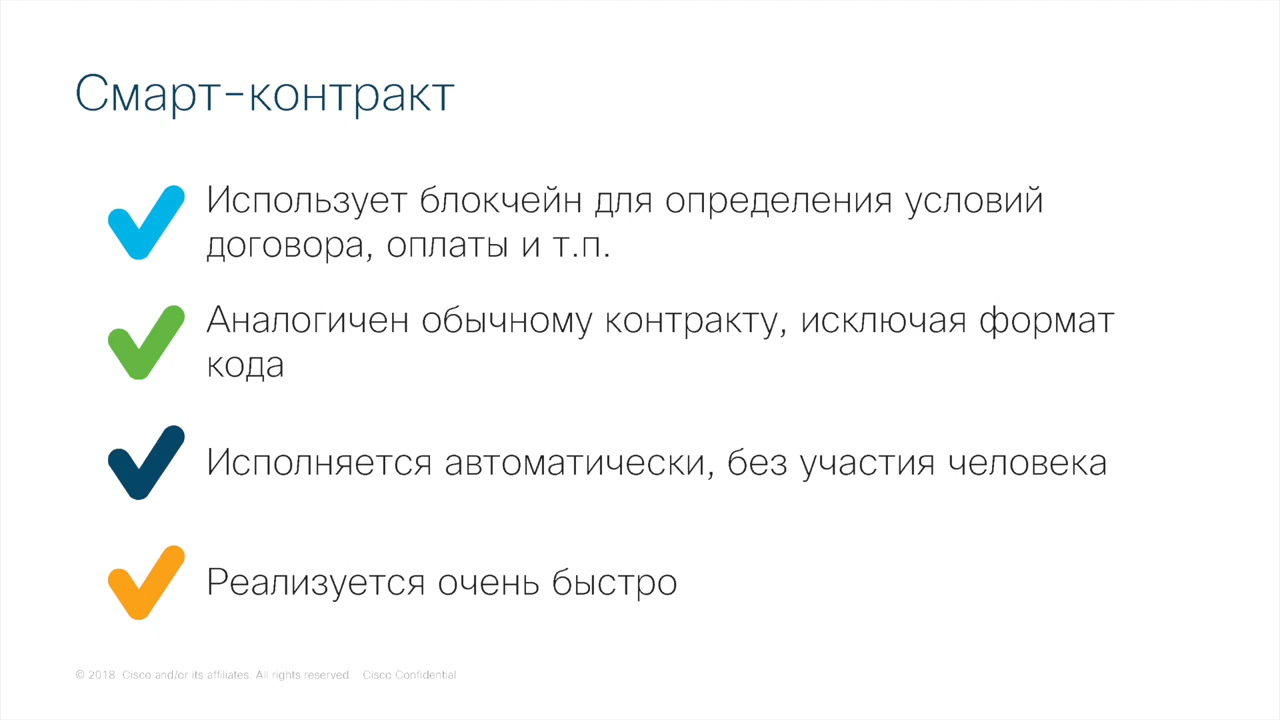 Смарт-контракт
Использует блокчейн для определения условий
договора, оплаты и т.п.
Аналогичен обычному контракту, исключая формат
кода
Исполняется автоматически, без участия человека
Реализуется очень быстро
© 2018 Cisco and/or its affiliates. All rights reserved. Cisco Confidential